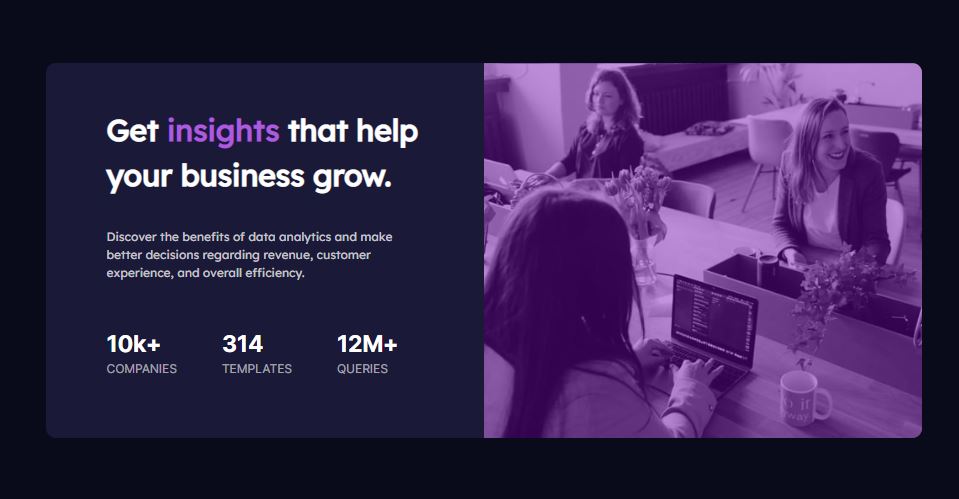 Get insights that help
your business grow.
Discover the benefits of data analytics and make
better decisions regarding revenue, customer
experience, and overall efficiency.
10k+ 314 12M+
COMPANIES TEMPLATES QUERIES